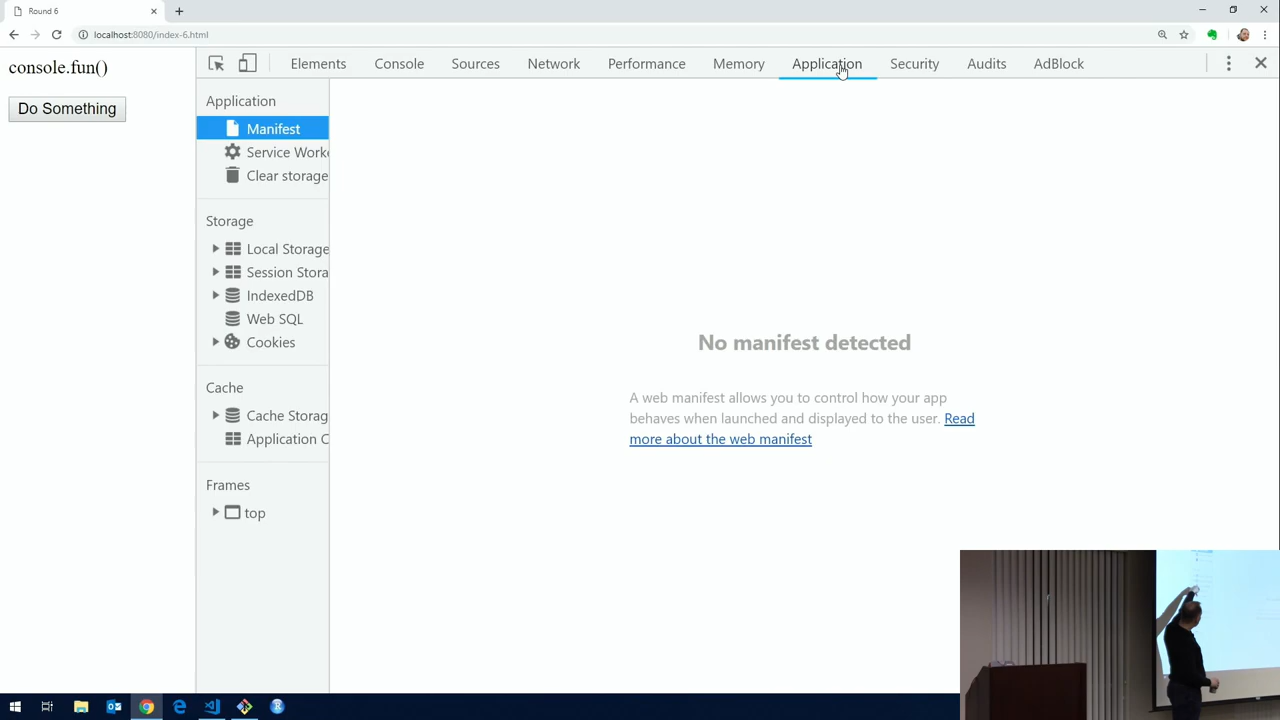 Round 6
localhost:8080/index-6.html
console.fun()
Do Something
Elements
Console
Sources
Network
Performance
Memory
Application
Security
Audits
AdBlock
Application
Manifest
Service Worke
Clear storage
Storage
Local Storage
Session Stora
IndexedDB
Web SQL
Cookies
Cache
Cache Storag
Application C
Frames
top
No manifest detected
A web manifest allows you to control how your app
behaves when launched and displayed to the user. Read
more about the web manifest